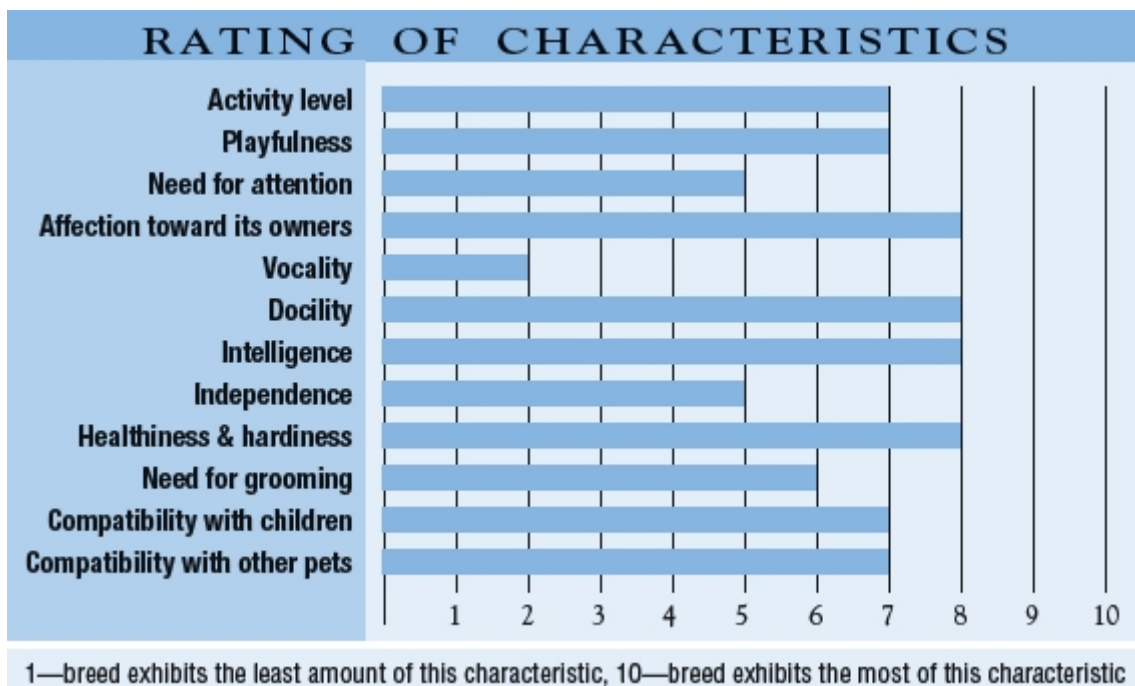 RATING OF CHARACTERISTICS
Activity level
Playfulness
Need for attention
Affection toward its owners
Vocality
Docility
Intelligence
Independence
Healthiness & hardiness
Need for grooming
Compatibility with children
Compatibility with other pets
1 2 3 4 5 6 7 8 9 10
1—breed exhibits the least amount of this characteristic, 10—breed exhibits the most of this characteristic